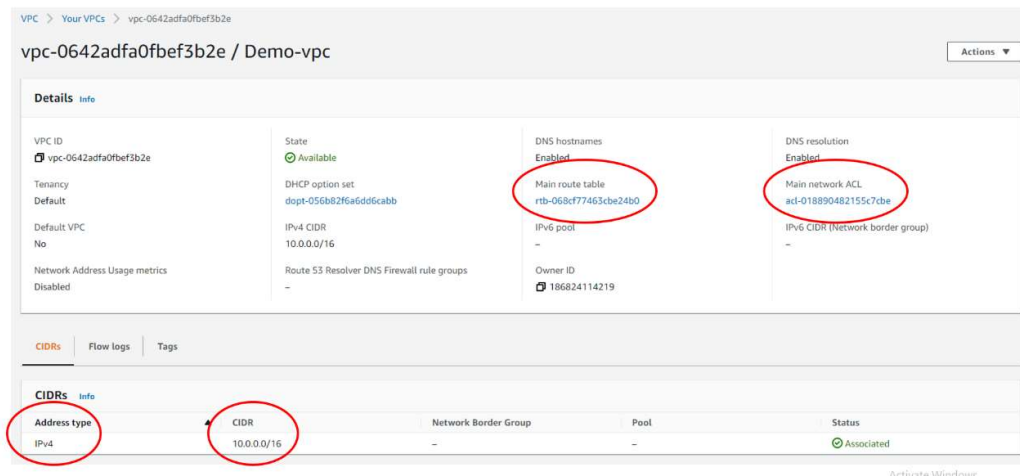 VPC > Your VPCs > vpc-0642adfa0fbef3b2e
vpc-0642adfa0fbef3b2e / Demo-vpc
Actions ▼
Details Info
VPC ID State DNS hostnames DNS resolution
vpc-0642adfa0fbef3b2e Available Enabled Enabled
Tenancy DHCP option set Main route table Main network ACL
Default dopt-056b82f6a6dd6cabb rtb-068cf77463cbe24b0 acl-018890482155c7cbe
Default VPC IPv4 CIDR IPv6 pool IPv6 CIDR (Network border group)
No 10.0.0.0/16 – –
Network Address Usage metrics Route 53 Resolver DNS Firewall rule groups Owner ID
Disabled – 186824114219
CIDRs Flow logs Tags
CIDRs Info
Address type ▲ CIDR Network Border Group Pool Status
IPv4 10.0.0.0/16 – – Associated
Activate Windows